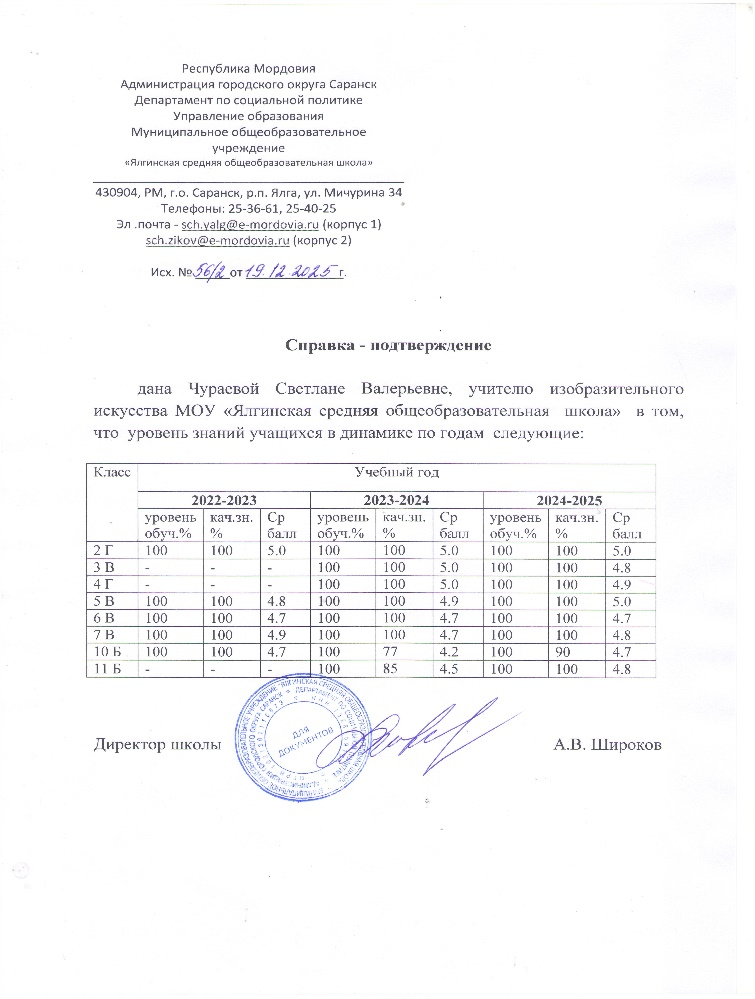 Республика Мордовия
Администрация городского округа Саранск
Департамент по социальной политике
Управление образования
Муниципальное общеобразовательное
учреждение
«Ялгинская средняя общеобразовательная школа»
430904, РМ, г.о. Саранск, р.п. Ялга, ул. Мичурина 34
Телефоны: 25-36-61, 25-40-25
Эл .почта - sch.yalg@e-mordovia.ru (корпус 1)
sch.zikov@e-mordovia.ru (корпус 2)
Исх. № 56/2 от 19.12.2025 г.
Справка - подтверждение
дана Чураевой Светлане Валерьевне, учителю изобразительного
искусства МОУ «Ялгинская средняя общеобразовательная школа» в том,
что уровень знаний учащихся в динамике по годам следующие:
Класс Учебный год
2022-2023 2023-2024 2024-2025
уровень кач.зн. Ср уровень кач.зн. Ср уровень кач.зн. Ср
обуч.% % балл обуч.% % балл обуч.% % балл
2 Г 100 100 5.0 100 100 5.0 100 100 5.0
3 В - - - 100 100 5.0 100 100 4.8
4 Г - - - 100 100 5.0 100 100 4.9
5 В 100 100 4.8 100 100 4.9 100 100 5.0
6 В 100 100 4.7 100 100 4.7 100 100 4.7
7 В 100 100 4.9 100 100 4.7 100 100 4.8
10 Б 100 100 4.7 100 77 4.2 100 90 4.7
11 Б - - - 100 85 4.5 100 100 4.8
ДЛЯ
ДОКУМЕНТОВ
Директор школы А.В. Широков